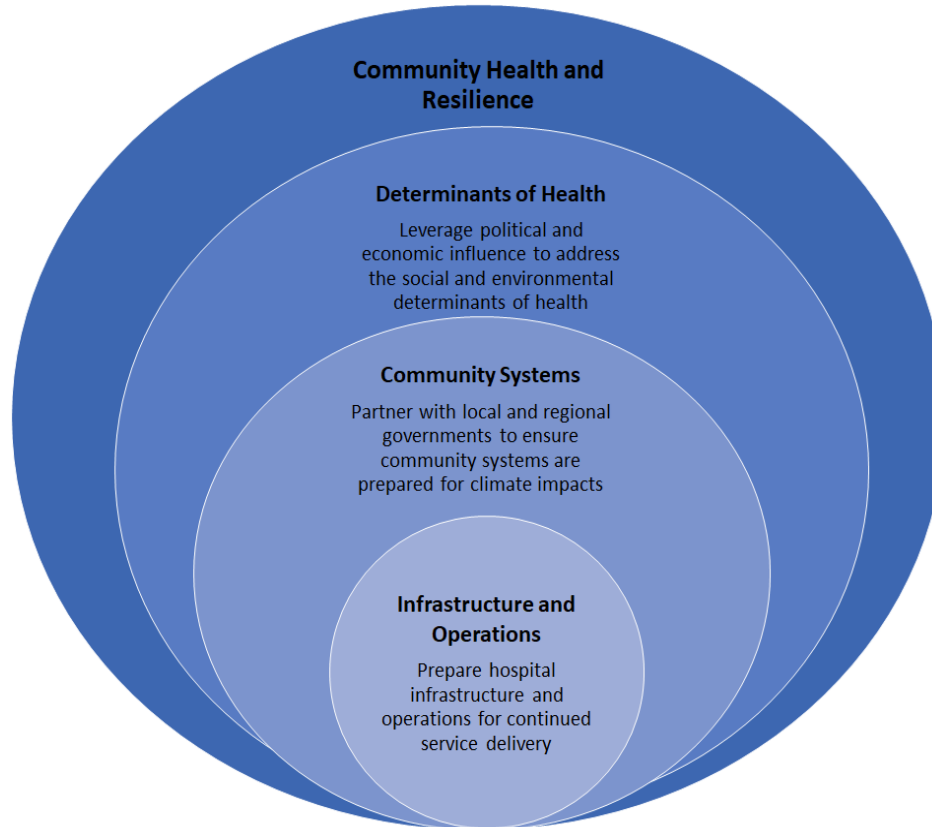 Community Health and
Resilience
Determinants of Health
Leverage political and
economic influence to address
the social and environmental
determinants of health
Community Systems
Partner with local and regional
governments to ensure
community systems are
prepared for climate impacts
Infrastructure and
Operations
Prepare hospital
infrastructure and
operations for continued
service delivery